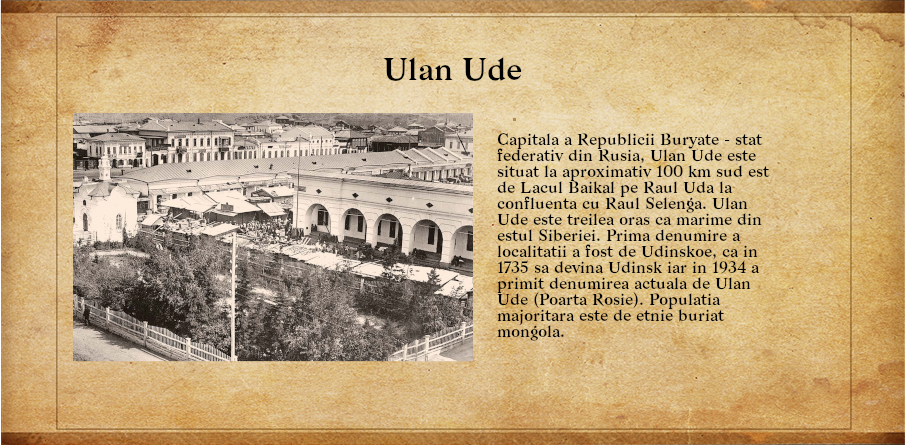 Ulan Ude
Capitala a Republicii Buryate - stat
federativ din Rusia, Ulan Ude este
situat la aproximativ 100 km sud est
de Lacul Baikal pe Raul Uda la
confluenta cu Raul Selenga. Ulan
Ude este treilea oras ca marime din
estul Siberiei. Prima denumire a
localitatii a fost de Udinskoe, ca in
1735 sa devina Udinsk iar in 1934 a
primit denumirea actuala de Ulan
Ude (Poarta Rosie). Populatia
majoritara este de etnie buriat
mongola.